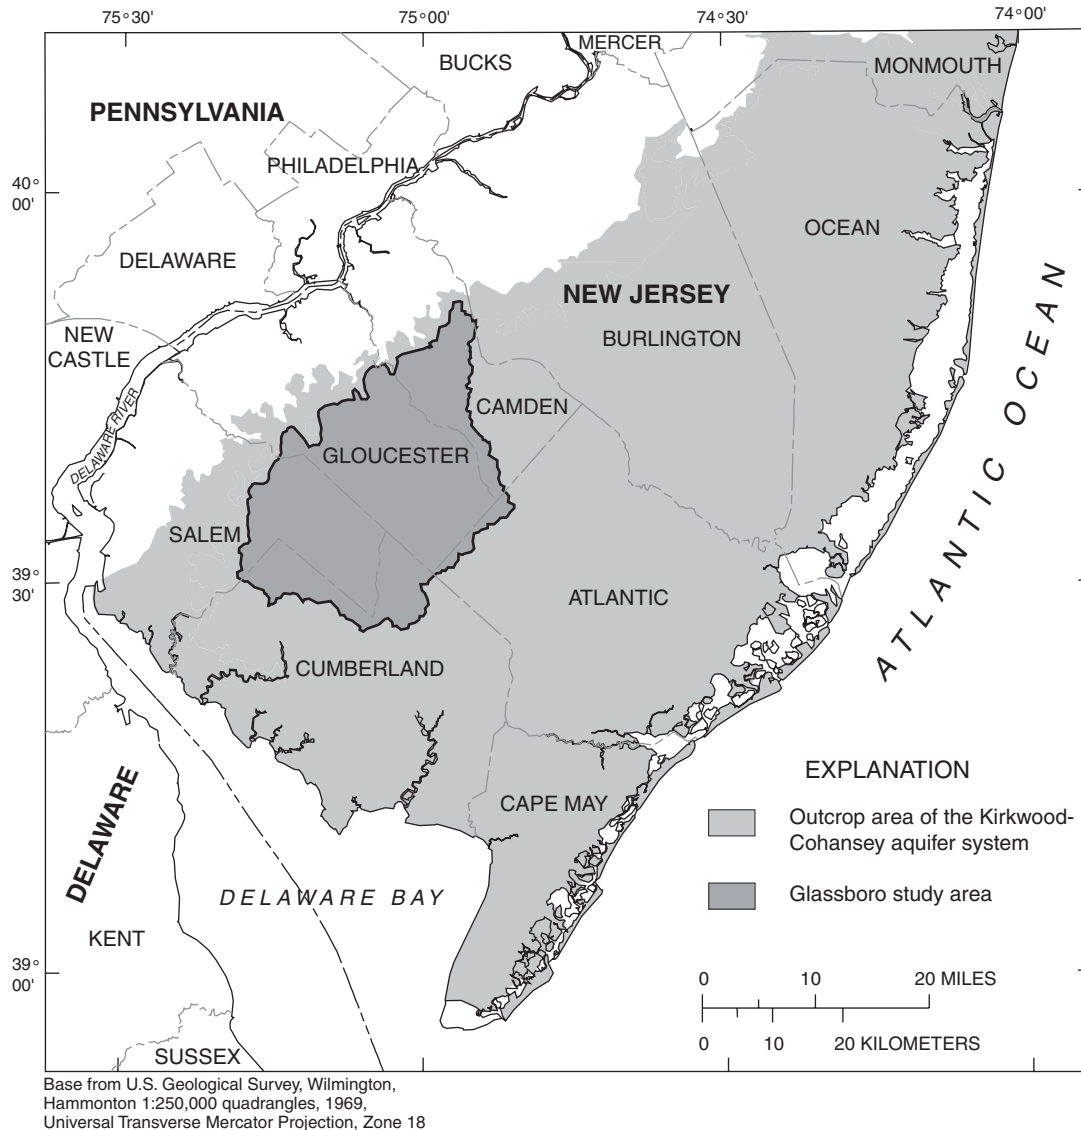 75°30'
75°00'
74°30'
74°00'
MERCER
BUCKS
MONMOUTH
PENNSYLVANIA
PHILADELPHIA
40°
00'
OCEAN
DELAWARE
NEW JERSEY
NEW
CASTLE
BURLINGTON
DELAWARE RIVER
CAMDEN
GLOUCESTER
ATLANTIC OCEAN
SALEM
39°
30'
ATLANTIC
CUMBERLAND
DELAWARE
CAPE MAY
DELAWARE BAY
KENT
39°
00'
SUSSEX
EXPLANATION
Outcrop area of the Kirkwood-
Cohansey aquifer system
Glassboro study area
0 10 20 MILES
0 10 20 KILOMETERS
Base from U.S. Geological Survey, Wilmington,
Hammonton 1:250,000 quadrangles, 1969,
Universal Transverse Mercator Projection, Zone 18